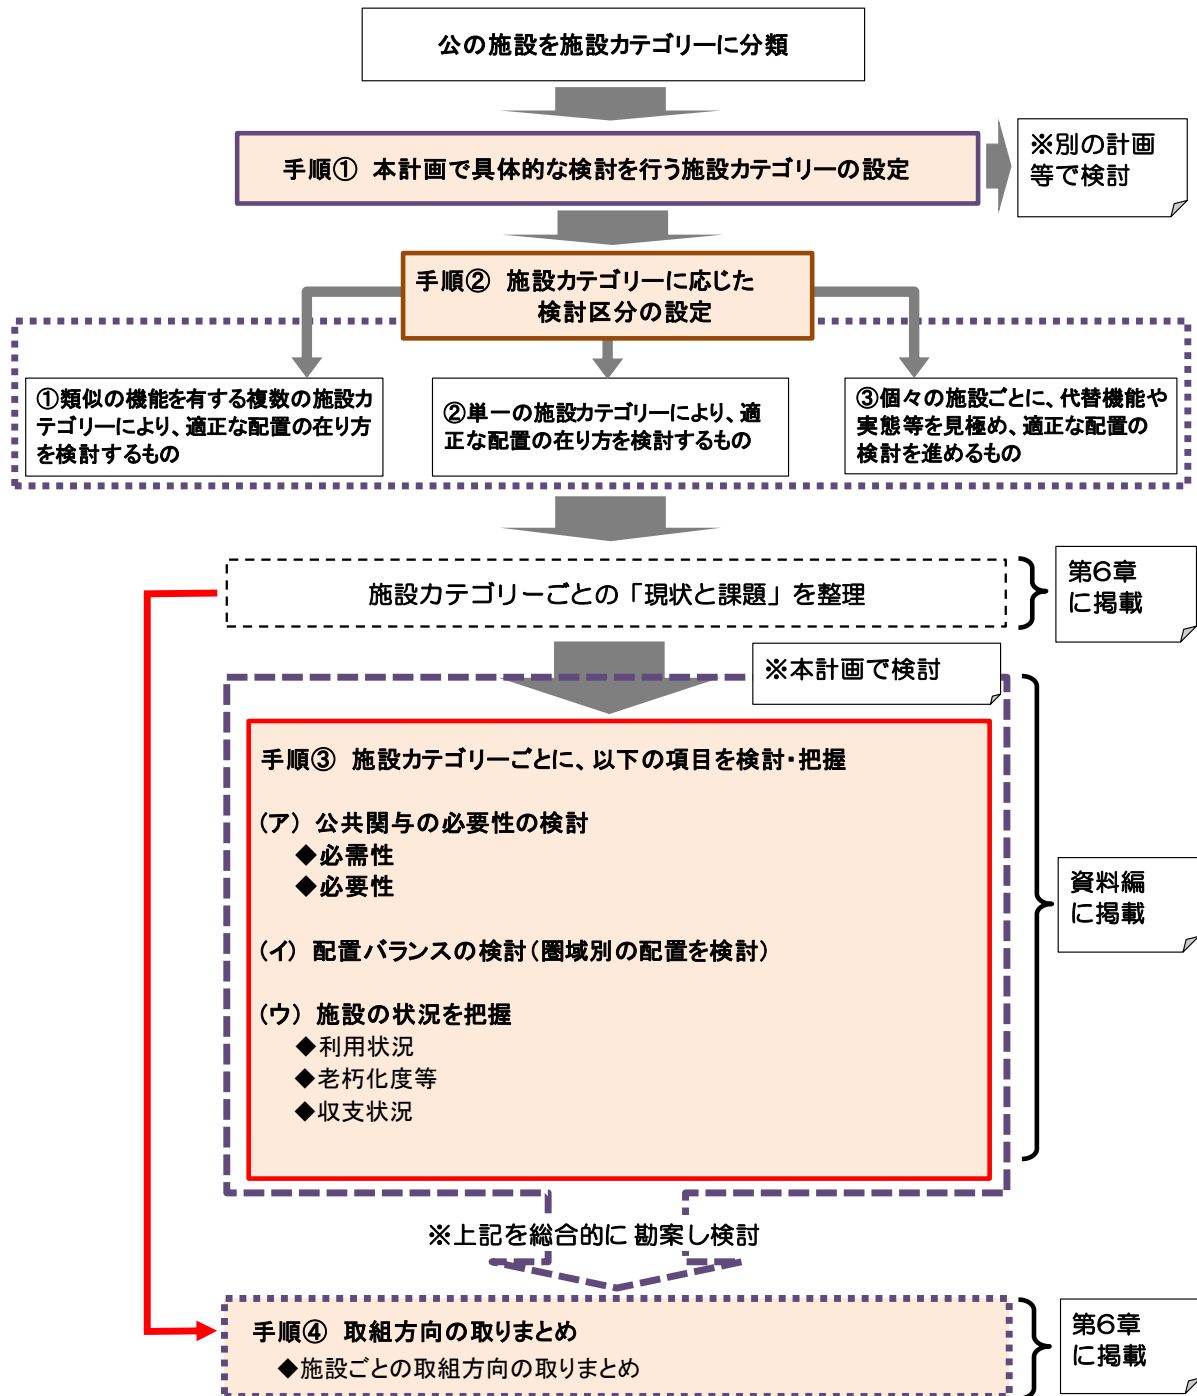 公の施設を施設カテゴリーに分類
手順① 本計画で具体的な検討を行う施設カテゴリーの設定
※別の計画
等で検討
手順② 施設カテゴリーに応じた
検討区分の設定
①類似の機能を有する複数の施設カ
テゴリーにより、適正な配置の在り方
を検討するもの
②単一の施設カテゴリーにより、適
正な配置の在り方を検討するもの
③個々の施設ごとに、代替機能や
実態等を見極め、適正な配置の
検討を進めるもの
施設カテゴリーごとの「現状と課題」を整理
第6章
に掲載
※本計画で検討
手順③ 施設カテゴリーごとに、以下の項目を検討・把握
(ア) 公共関与の必要性の検討
◆必需性
◆必要性
(イ) 配置バランスの検討(圏域別の配置を検討)
(ウ) 施設の状況を把握
◆利用状況
◆老朽化度等
◆収支状況
資料編
に掲載
※上記を総合的に 勘案し検討
手順④ 取組方向の取りまとめ
◆施設ごとの取組方向の取りまとめ
第6章
に掲載